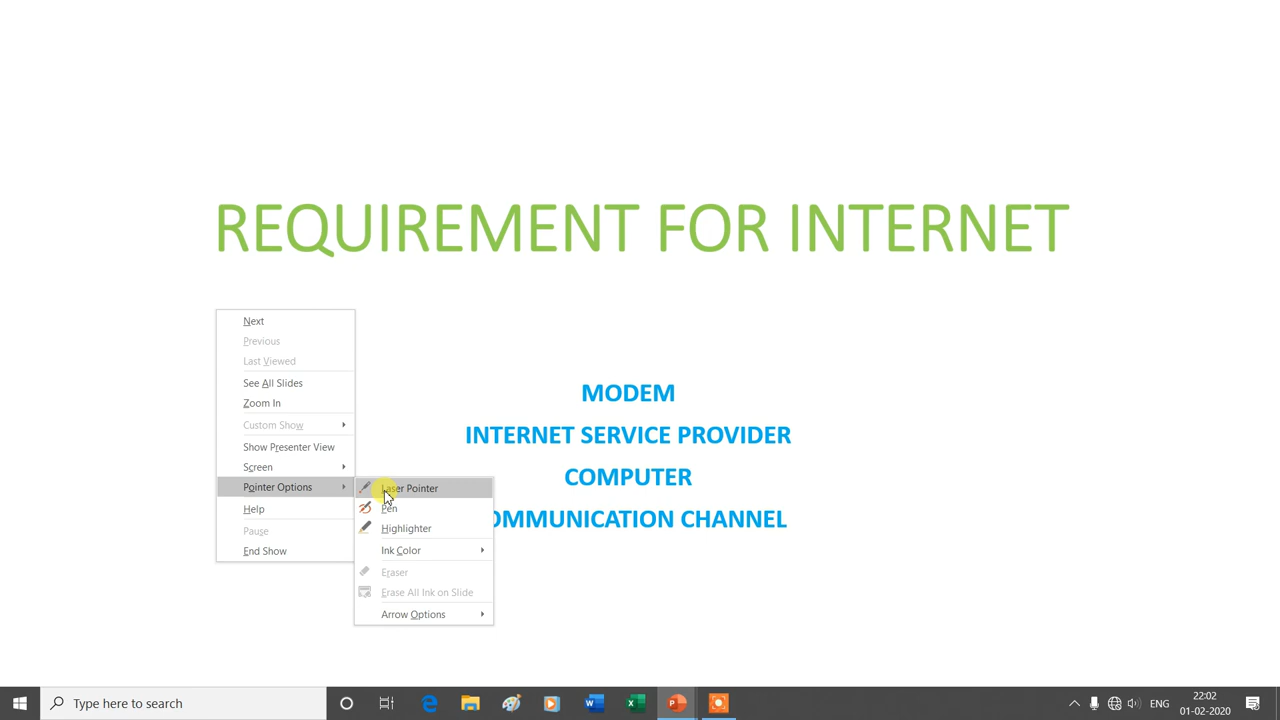 REQUIREMENT FOR INTERNET
Next
Previous
Last Viewed
See All Slides
Zoom In
Custom Show
Show Presenter View
Screen
Pointer Options
Help
Pause
End Show
Laser Pointer
Pen
Highlighter
Ink Color
Eraser
Erase All Ink on Slide
Arrow Options
MODEM
INTERNET SERVICE PROVIDER
COMPUTER
OMMUNICATION CHANNEL
Type here to search
ENG
22:02
01-02-2020